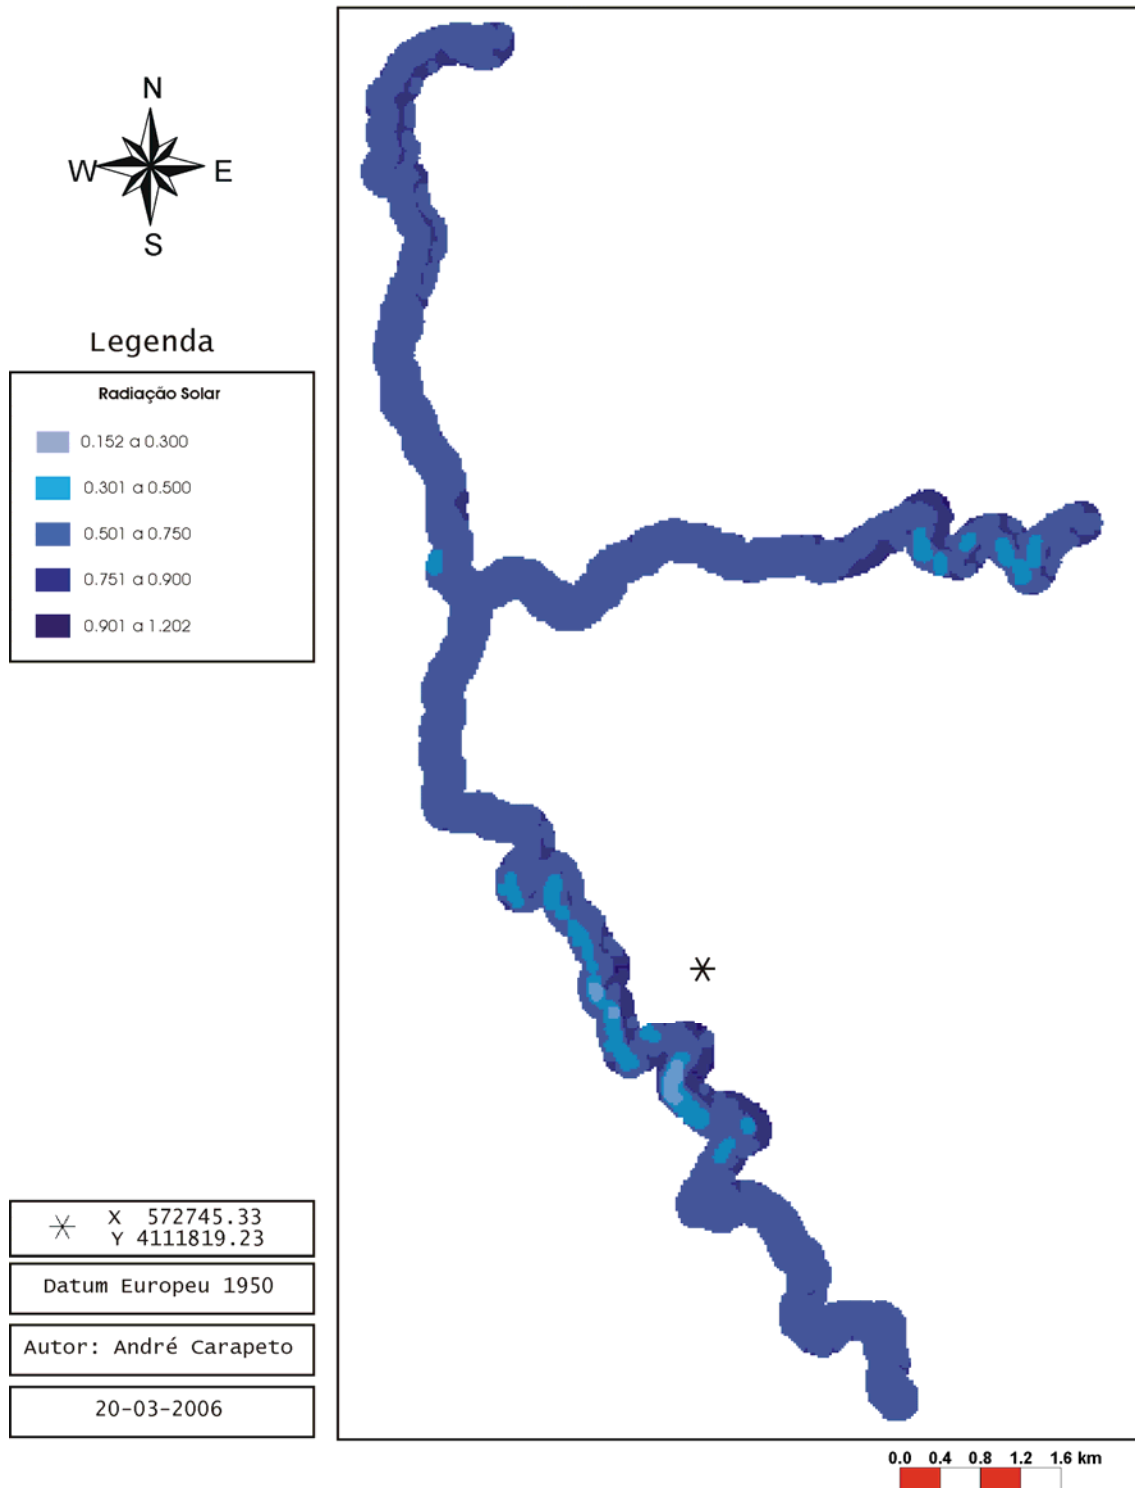 N
W E
S
Legenda
Radiação Solar
0.152 a 0.300
0.301 a 0.500
0.501 a 0.750
0.751 a 0.900
0.901 a 1.202
X 572745.33
Y 4111819.23
Datum Europeu 1950
Autor: André Carapeto
20-03-2006
0.0 0.4 0.8 1.2 1.6 km